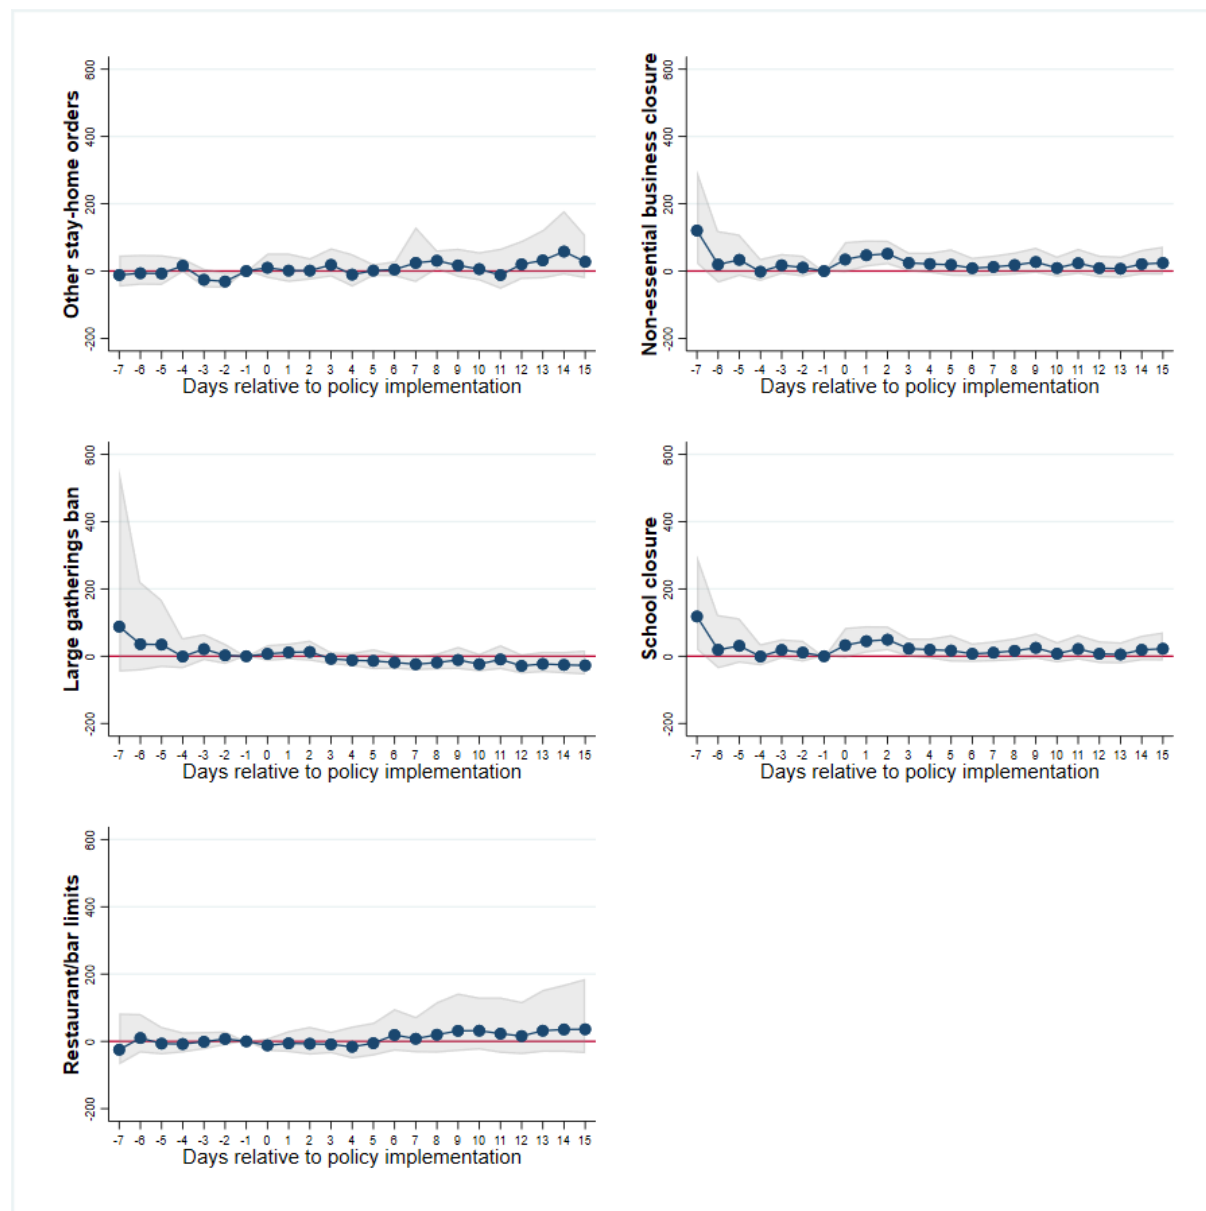 Other stay-home orders
600
400
200
0
-200
-7 -6 -5 -4 -3 -2 -1 0 1 2 3 4 5 6 7 8 9 10 11 12 13 14 15
Days relative to policy implementation
Non-essential business closure
600
400
200
0
-200
-7 -6 -5 -4 -3 -2 -1 0 1 2 3 4 5 6 7 8 9 10 11 12 13 14 15
Days relative to policy implementation
Large gatherings ban
600
400
200
0
-200
-7 -6 -5 -4 -3 -2 -1 0 1 2 3 4 5 6 7 8 9 10 11 12 13 14 15
Days relative to policy implementation
School closure
600
400
200
0
-200
-7 -6 -5 -4 -3 -2 -1 0 1 2 3 4 5 6 7 8 9 10 11 12 13 14 15
Days relative to policy implementation
Restaurant/bar limits
600
400
200
0
-200
-7 -6 -5 -4 -3 -2 -1 0 1 2 3 4 5 6 7 8 9 10 11 12 13 14 15
Days relative to policy implementation